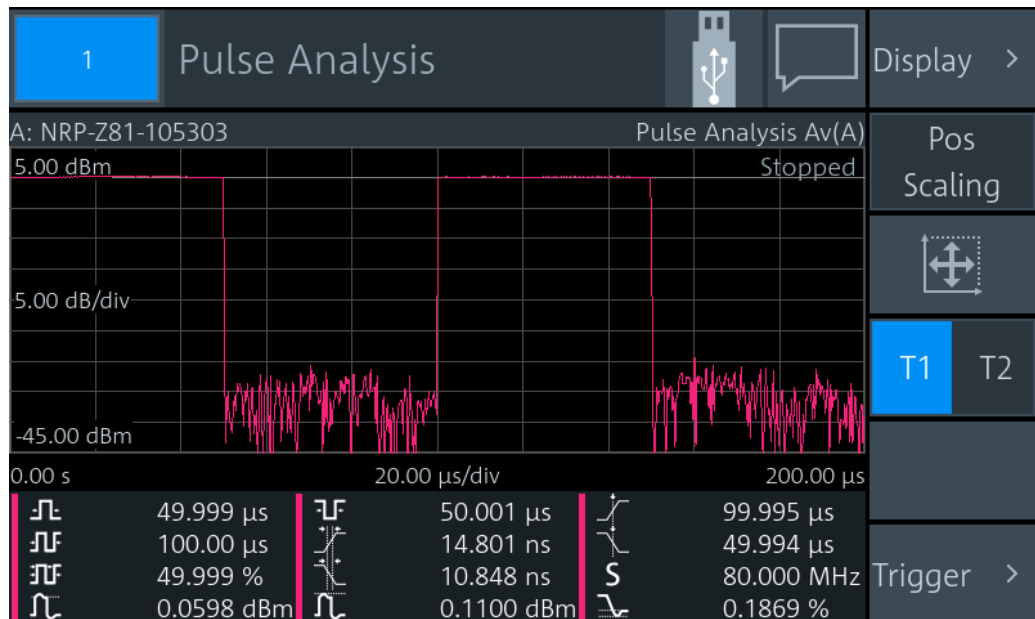 1
Pulse Analysis
Display >
A: NRP-Z81-105303
Pulse Analysis Av(A)
5.00 dBm
Stopped
Pos
Scaling
5.00 dB/div
T1
T2
-45.00 dBm
0.00 s
20.00 µs/div
200.00 µs
49.999 µs
50.001 µs
99.995 µs
100.00 µs
14.801 ns
49.994 µs
49.999 %
10.848 ns
S
80.000 MHz
0.0598 dBm
0.1100 dBm
0.1869 %
Trigger >